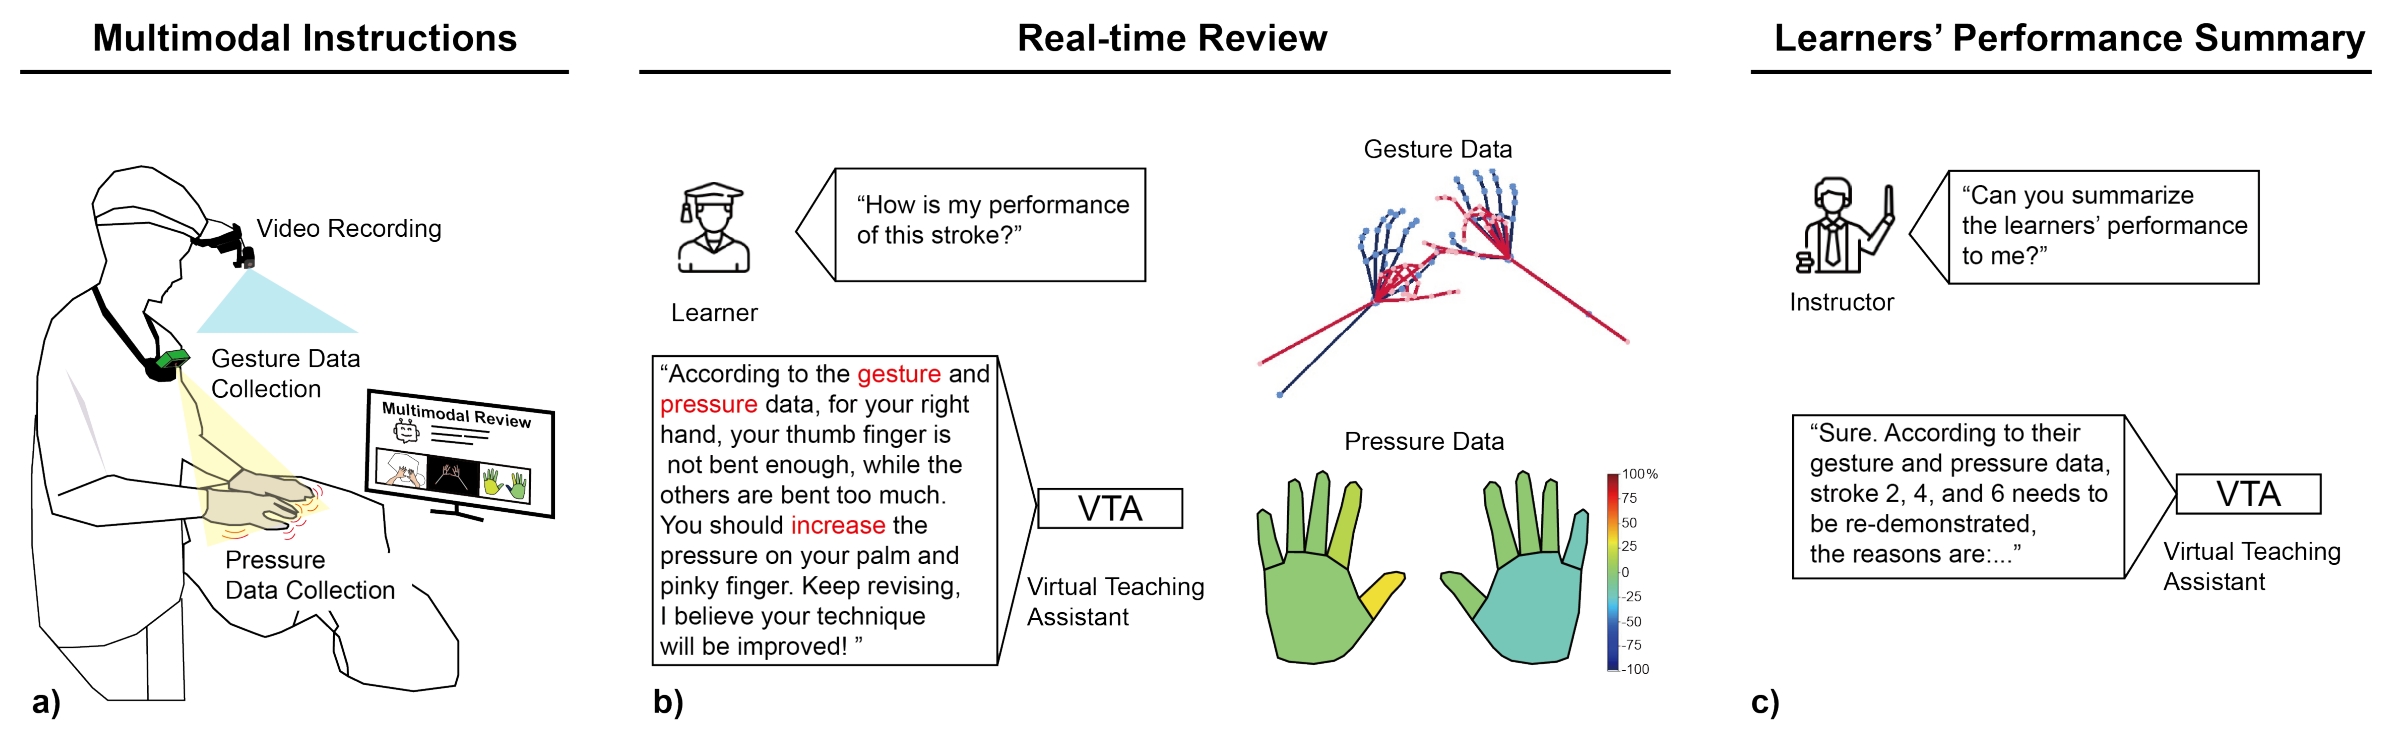 Multimodal Instructions
Video Recording
Gesture Data
Collection
Multimodal Review
Pressure
Data Collection
a)
Real-time Review
“How is my performance
of this stroke?”
Learner
“According to the gesture and
pressure data, for your right
hand, your thumb finger is
not bent enough, while the
others are bent too much.
You should increase the
pressure on your palm and
pinky finger. Keep revising,
I believe your technique
will be improved! ”
VTA
Virtual Teaching
Assistant
Gesture Data
Pressure Data
100%
75
50
25
0
-25
-50
-75
-100
b)
Learners’ Performance Summary
“Can you summarize
the learners’ performance
to me?”
Instructor
“Sure. According to their
gesture and pressure data,
stroke 2, 4, and 6 needs to
be re-demonstrated,
the reasons are:...”
VTA
Virtual Teaching
Assistant
c)